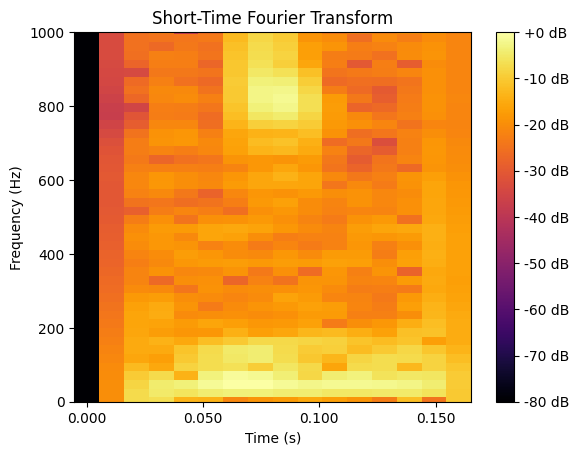 Short-Time Fourier Transform
1000
800
600
400
200
0
Frequency (Hz)
0.000
0.050
0.100
0.150
Time (s)
+0 dB
-10 dB
-20 dB
-30 dB
-40 dB
-50 dB
-60 dB
-70 dB
-80 dB